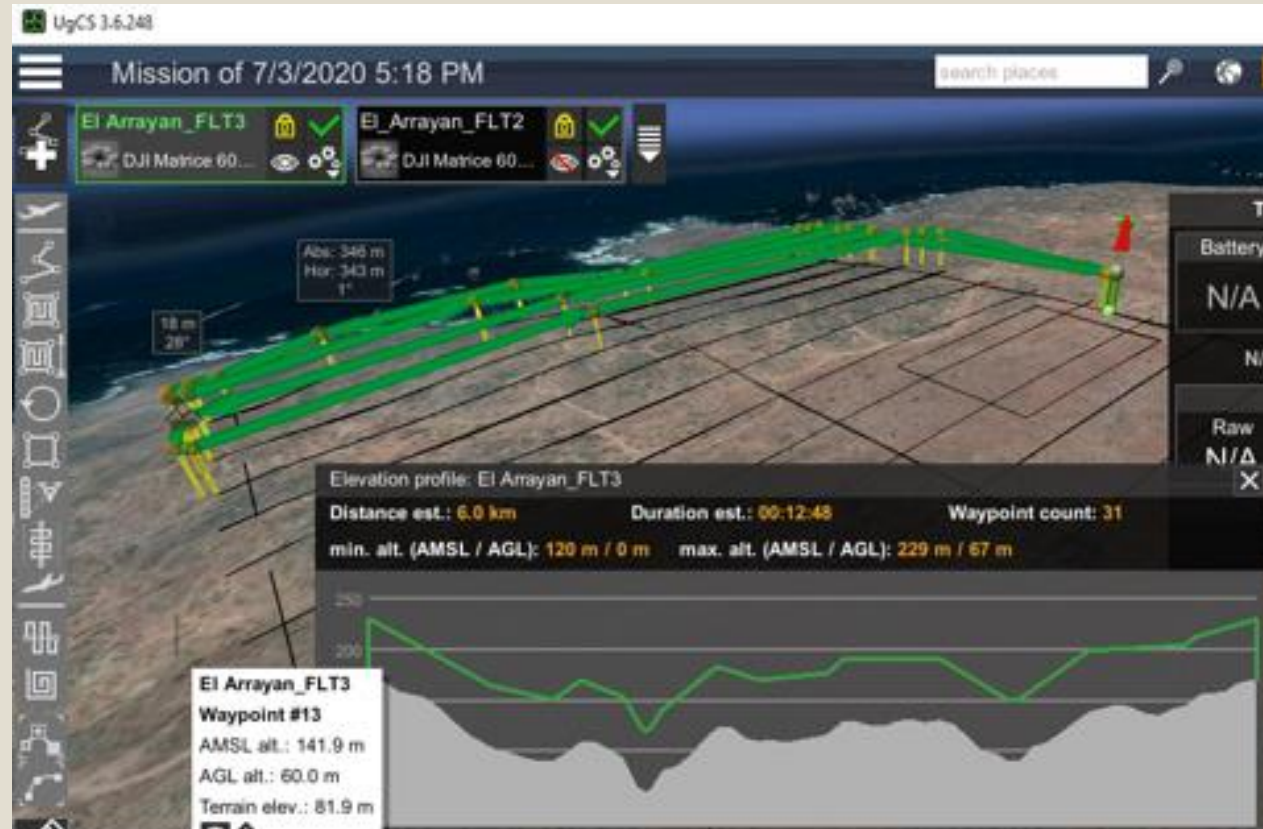 UgCS 3.6.248
Mission of 7/3/2020 5:18 PM
search places
El Arrayan_FLT3
DJI Matrice 60...
El_Arrayan_FLT2
DJI Matrice 60...
Abs: 346 m
Hor: 343 m
1°
18 m
28°
T
Battery
N/A
N/
Raw
N/A
Elevation profile: El Arrayan_FLT3
Distance est.: 6.0 km Duration est.: 00:12:48 Waypoint count: 31
min. alt. (AMSL / AGL): 120 m / 0 m max. alt. (AMSL / AGL): 229 m / 67 m
250
200
El Arrayan_FLT3
Waypoint #13
AMSL alt.: 141.9 m
AGL alt.: 60.0 m
Terrain elev.: 81.9 m